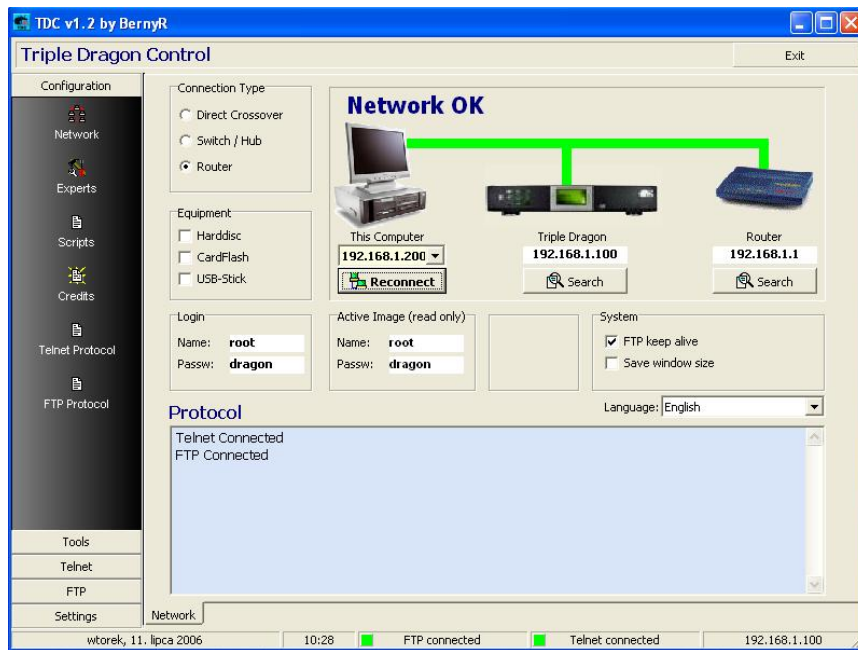 TDC v1.2 by BernyR
Triple Dragon Control
Exit
Configuration
Network
Experts
Scripts
Credits
Telnet Protocol
FTP Protocol
Tools
Telnet
FTP
Settings
Connection Type
Direct Crossover
Switch / Hub
Router
Equipment
Harddisc
CardFlash
USB-Stick
Network OK
This Computer
192.168.1.200
Reconnect
Triple Dragon
192.168.1.100
Search
Router
192.168.1.1
Search
Login
Name: root
Passw: dragon
Active Image (read only)
Name: root
Passw: dragon
System
FTP keep alive
Save window size
Language: English
Protocol
Telnet Connected
FTP Connected
Network
wtorek, 11. lipca 2006 10:28 FTP connected Telnet connected 192.168.1.100